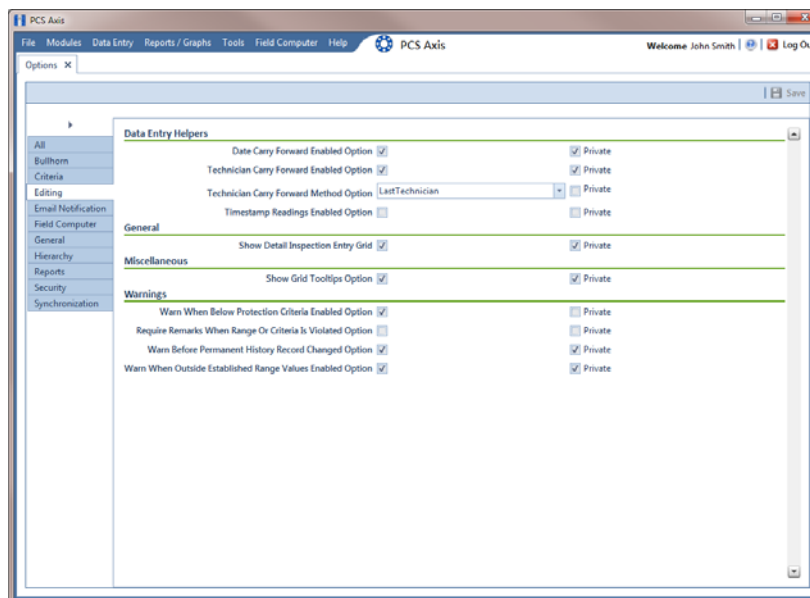 PCS Axis
File Modules Data Entry Reports / Graphs Tools Field Computer Help PCS Axis Welcome John Smith Log Ou
Options X
Save
All
Bullhorn
Criteria
Editing
Email Notification
Field Computer
General
Hierarchy
Reports
Security
Synchronization
Data Entry Helpers
Date Carry Forward Enabled Option Private
Technician Carry Forward Enabled Option Private
Technician Carry Forward Method Option LastTechnician Private
Timestamp Readings Enabled Option Private
General
Show Detail Inspection Entry Grid Private
Miscellaneous
Show Grid Tooltips Option Private
Warnings
Warn When Below Protection Criteria Enabled Option Private
Require Remarks When Range Or Criteria Is Violated Option Private
Warn Before Permanent History Record Changed Option Private
Warn When Outside Established Range Values Enabled Option Private